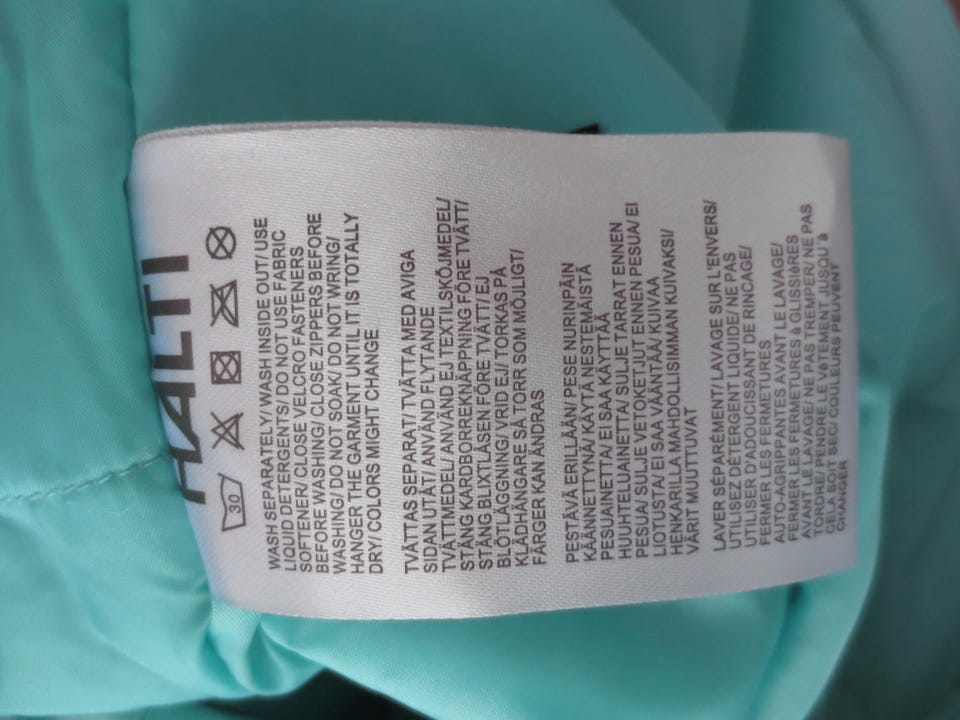 HALTI
30
WASH SEPARATELY/ WASH INSIDE OUT/ USE
LIQUID DETERGENTS/ DO NOT USE FABRIC
SOFTENER/ CLOSE VELCRO FASTENERS
BEFORE WASHING/ CLOSE ZIPPERS BEFORE
WASHING/ DO NOT SOAK/ DO NOT WRING/
HANGER THE GARMENT UNTIL IT IS TOTALLY
DRY/ COLORS MIGHT CHANGE
TVÄTTAS SEPARAT/ TVÄTTA MED AVIGA
SIDAN UTÅT/ ANVÄND FLYTANDE
TVÄTTMEDEL/ ANVÄND EJ TEXTILSKÖJMEDEL/
STÄNG KARDBORREKNÄPPNING FÖRE TVÄTT/
STÄNG BLIXTLÅSEN FÖRE TVÄTT/ EJ
BLÖTLÄGGNING/ VRID EJ/ TORKAS PÅ
KLÄDHÄNGARE SÅ TORR SOM MÖJLIGT/
FÄRGER KAN ÄNDRAS
PESTÄVÄ ERILLÄÄN/ PESE NURINPÄIN
KÄÄNNETTYNÄ/ KÄYTÄ NESTEMÄISTÄ
PESUAINETTA/ EI SAA KÄYTTÄÄ
HUUHTELUAINETTA/ SULJE TARRAT ENNEN
PESUA/ SULJE VETOKETJUT ENNEN PESUA/ EI
LIOTUSTA/ EI SAA VÄÄNTÄÄ/ KUIVAA
HENKARILLA MAHDOLLISIMMAN KUIVAKSI/
VÄRIT MUUTUVAT
LAVER SÉPARÉMENT/ LAVAGE SUR L'ENVERS/
UTILISEZ DÉTERGENT LIQUIDE/ NE PAS
UTILISER D'ADOUCISSANT DE RINCAGE/
FERMER LES FERMETURES
AUTO-AGRIPPANTES AVANT LE LAVAGE/
FERMER LES FERMETURES à GLISSIèRES
AVANT LE LAVAGE/ NE PAS TREMPER/ NE PAS
TORDRE/ PENDRE LE VêTEMENT JUSQU'à
CELA SOIT SEC/ COULEURS PEUVENT
CHANGER